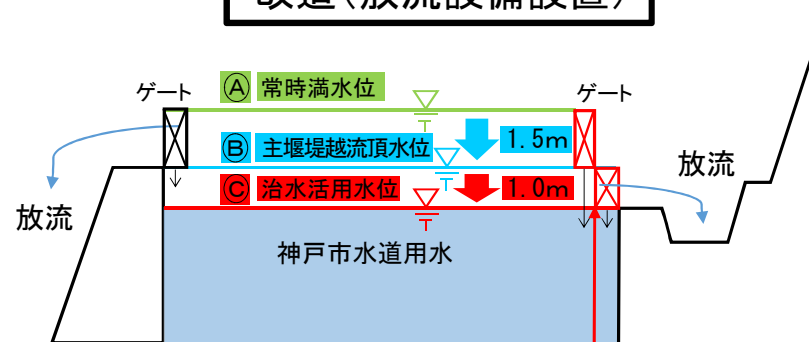 改造(放流設備設置)
ゲート
Ⓐ 常時満水位
ゲート
Ⓑ 主堰堤越流頂水位
1.5m
放流
Ⓒ 治水活用水位
1.0m
放流
神戸市水道用水